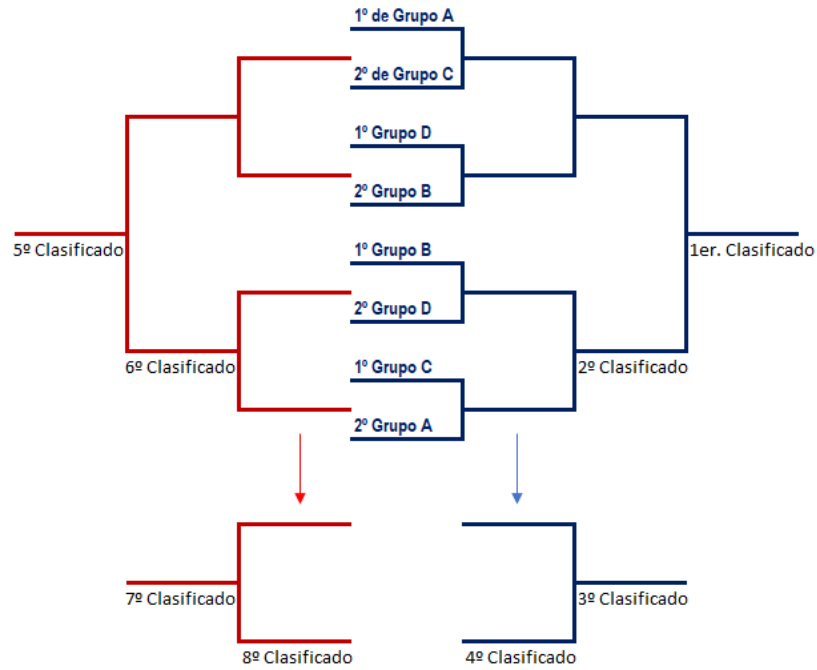 1º de Grupo A
2º de Grupo C
1º Grupo D
2º Grupo B
5º Clasificado
1º Grupo B
1er. Clasificado
2º Grupo D
6º Clasificado
1º Grupo C
2º Clasificado
2º Grupo A
7º Clasificado
3º Clasificado
8º Clasificado
4º Clasificado